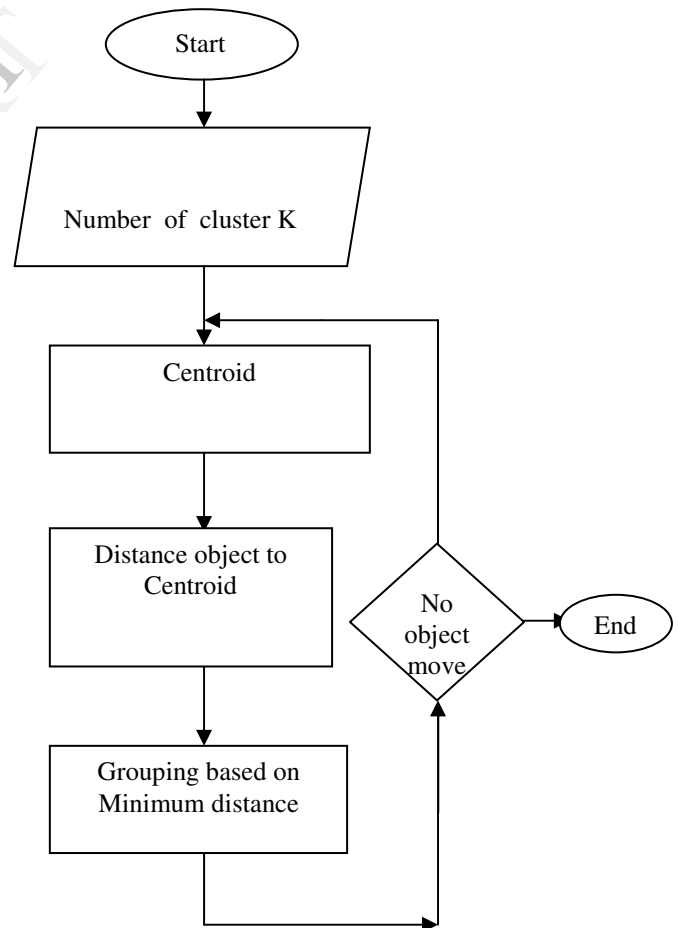 Start
Number of cluster K
Centroid
Distance object to
Centroid
No
object
move
End
Grouping based on
Minimum distance